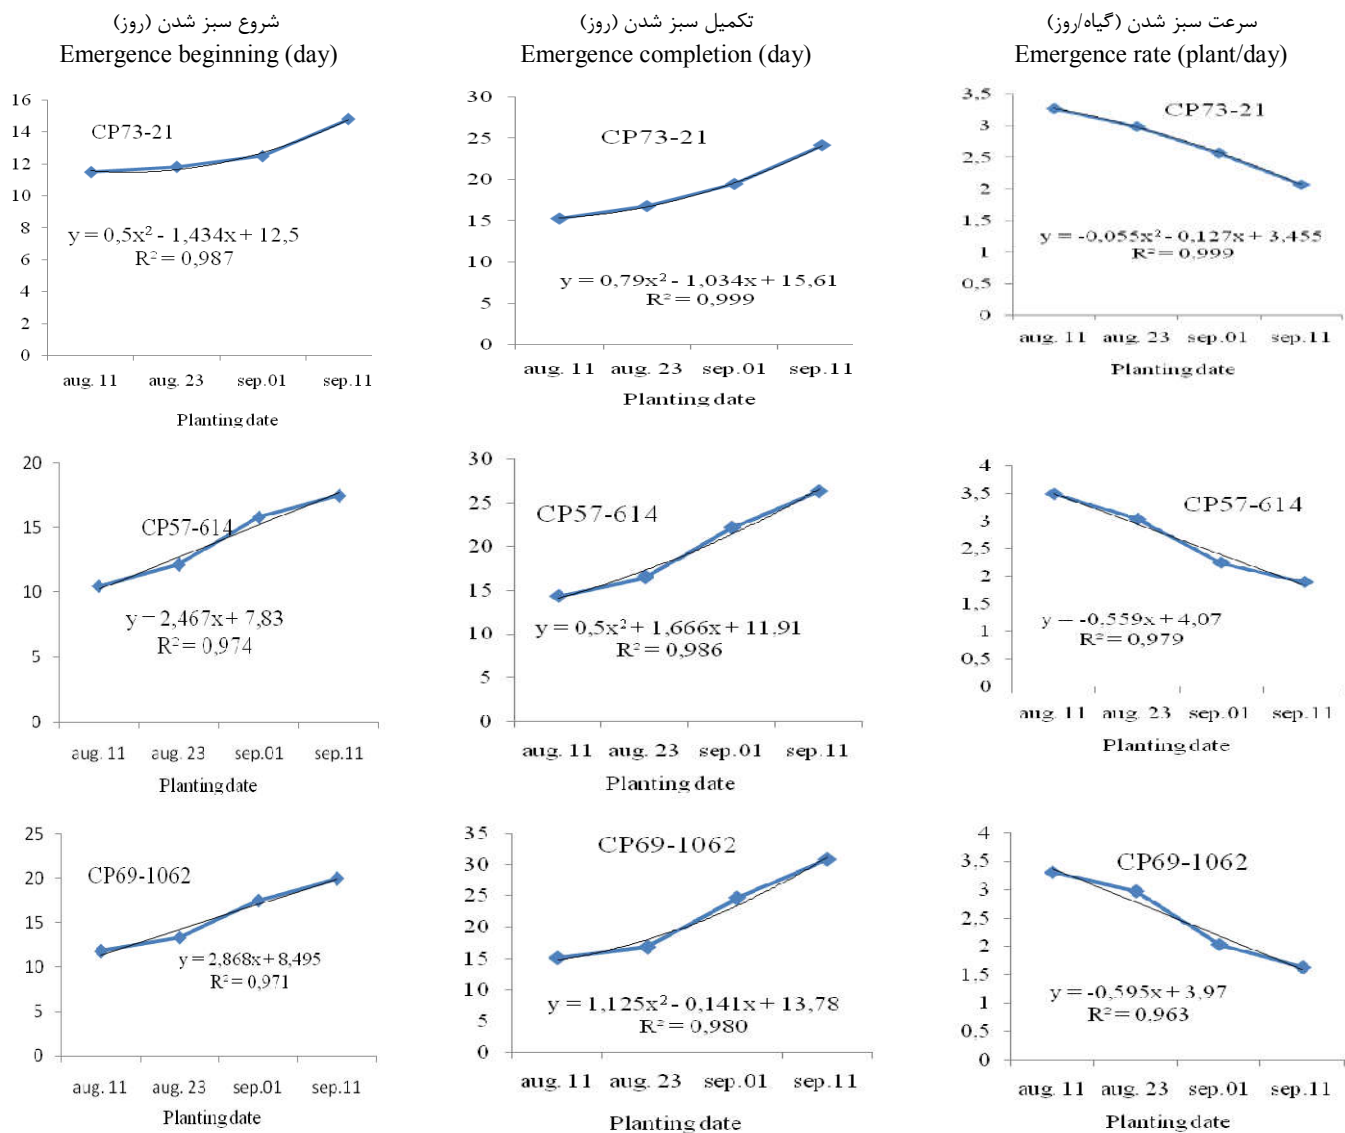 شروع سبز شدن (روز)
Emergence beginning (day)
تکمیل سبز شدن (روز)
Emergence completion (day)
سرعت سبز شدن (گیاه/روز)
Emergence rate (plant/day)
16
14
12
10
8
6
4
2
0
CP73-21
y = 0,5x² - 1,434x + 12,5
R² = 0,987
aug. 11 aug. 23 sep.01 sep.11
Planting date
30
25
20
15
10
5
0
CP73-21
y = 0,79x² - 1,034x + 15,61
R² = 0,999
aug. 11 aug. 23 sep.01 sep.11
Planting date
3,5
3
2,5
2
1,5
1
0,5
0
CP73-21
y = -0,055x² - 0,127x + 3,455
R² = 0,999
aug. 11 aug. 23 sep.01 sep.11
Planting date
20
15
10
5
0
CP57-614
y = 2,467x + 7,83
R² = 0,974
aug. 11 aug. 23 sep.01 sep.11
Planting date
30
25
20
15
10
5
0
CP57-614
y = 0,5x² + 1,666x + 11,91
R² = 0,986
aug. 11 aug. 23 sep.01 sep.11
Planting date
4
3,5
3
2,5
2
1,5
1
0,5
0
CP57-614
y = -0,559x + 4,07
R² = 0,979
aug. 11 aug. 23 sep.01 sep.11
Planting date
25
20
15
10
5
0
CP69-1062
y = 2,868x + 8,495
R² = 0,971
aug. 11 aug. 23 sep.01 sep.11
Planting date
35
30
25
20
15
10
5
0
CP69-1062
y = 1,125x² - 0,141x + 13,78
R² = 0,980
aug. 11 aug. 23 sep.01 sep.11
Planting date
4
3,5
3
2,5
2
1,5
1
0,5
0
CP69-1062
y = -0,595x + 3,97
R² = 0,963
aug. 11 aug. 23 sep.01 sep.11
Planting date